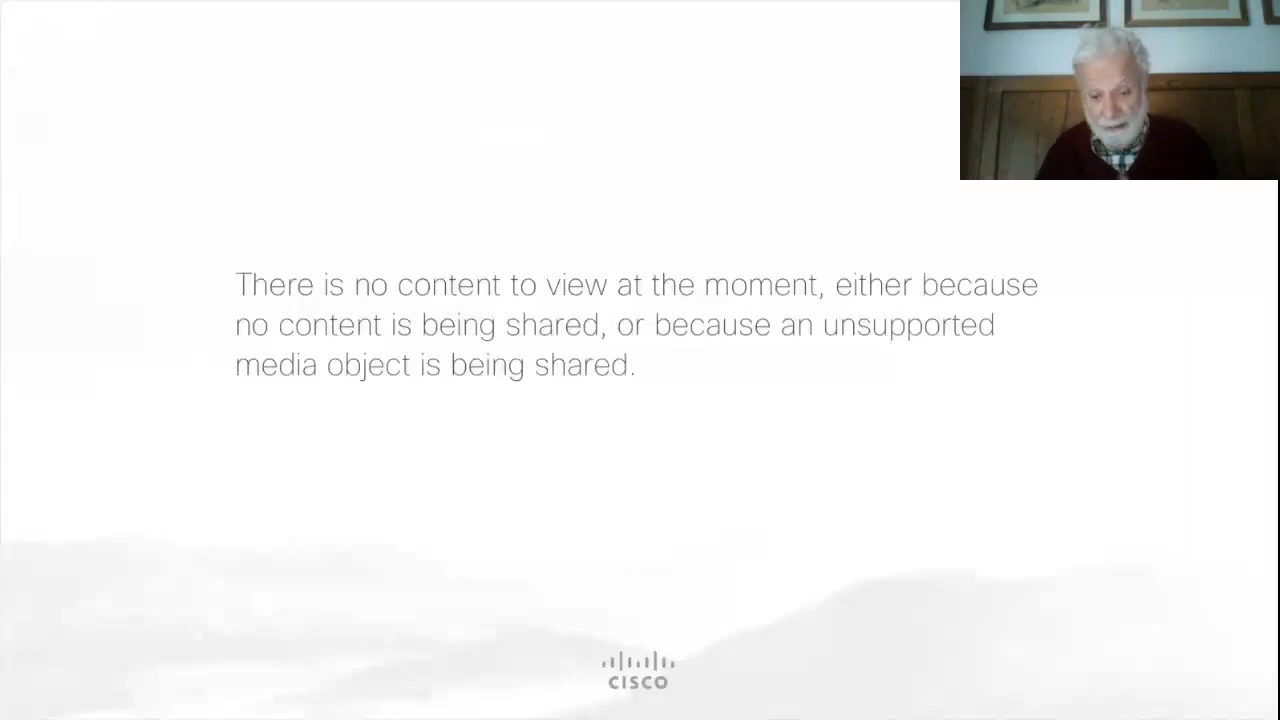 There is no content to view at the moment, either because
no content is being shared, or because an unsupported
media object is being shared.
CISCO